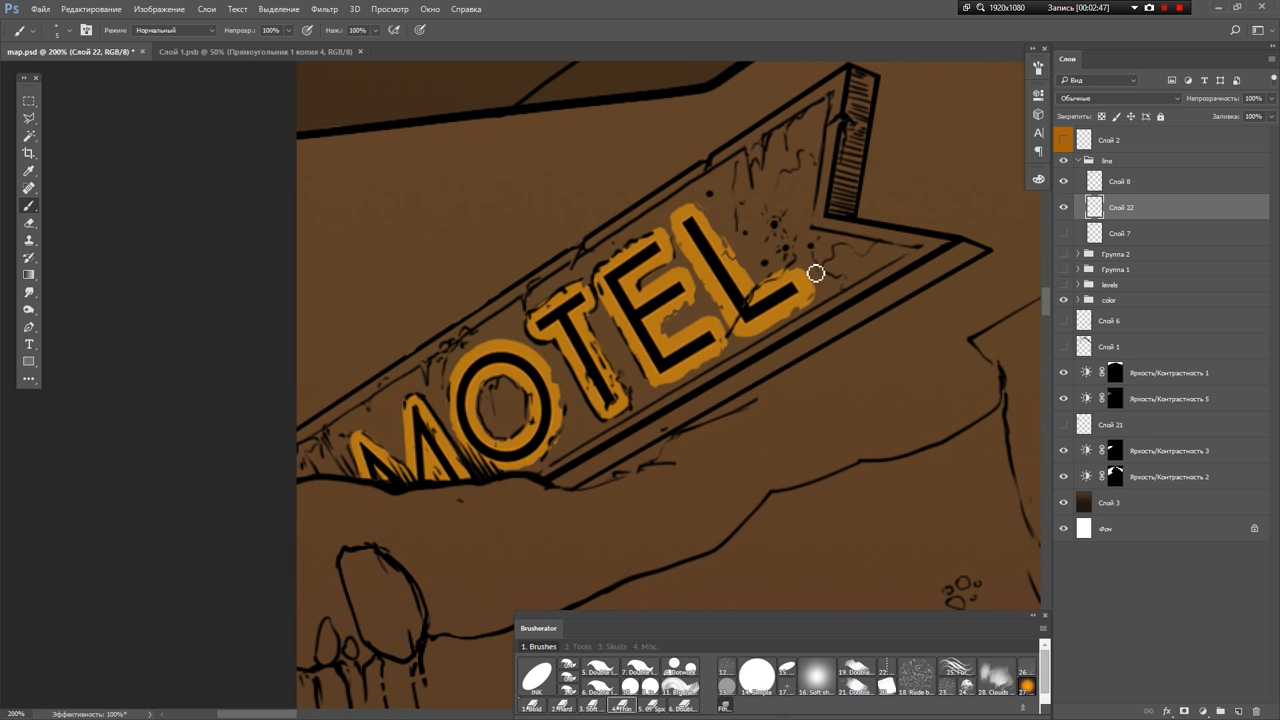 Ps Файл Редактирование Изображение Слои Текст Выделение Фильтр 3D Просмотр Окно Справка 1920x1080 Запись [00:02:47]
5 Режим: Нормальный Непрозр.: 100% Наж.: 100%
map.psd @ 200% (Слой 22, RGB/8) * × Слой 1.psb @ 50% (Прямоугольник 1 копия 4, RGB/8) ×
Слои
Вид
Обычные Непрозрачность: 100%
Закрепить: Заливка: 100%
Слой 2
line
Слой 8
Слой 22
Слой 7
Группа 2
Группа 1
levels
color
Слой 6
Слой 1
Яркость/Контрастность 1
Яркость/Контрастность 5
Слой 21
Яркость/Контрастность 3
Яркость/Контрастность 2
Слой 3
Фон
MOTEL
Brusherator
1. Brushes 2. Tools 3. Skulls 4. Misc.
INK
14. Simple
200% Эффективность: 100%*